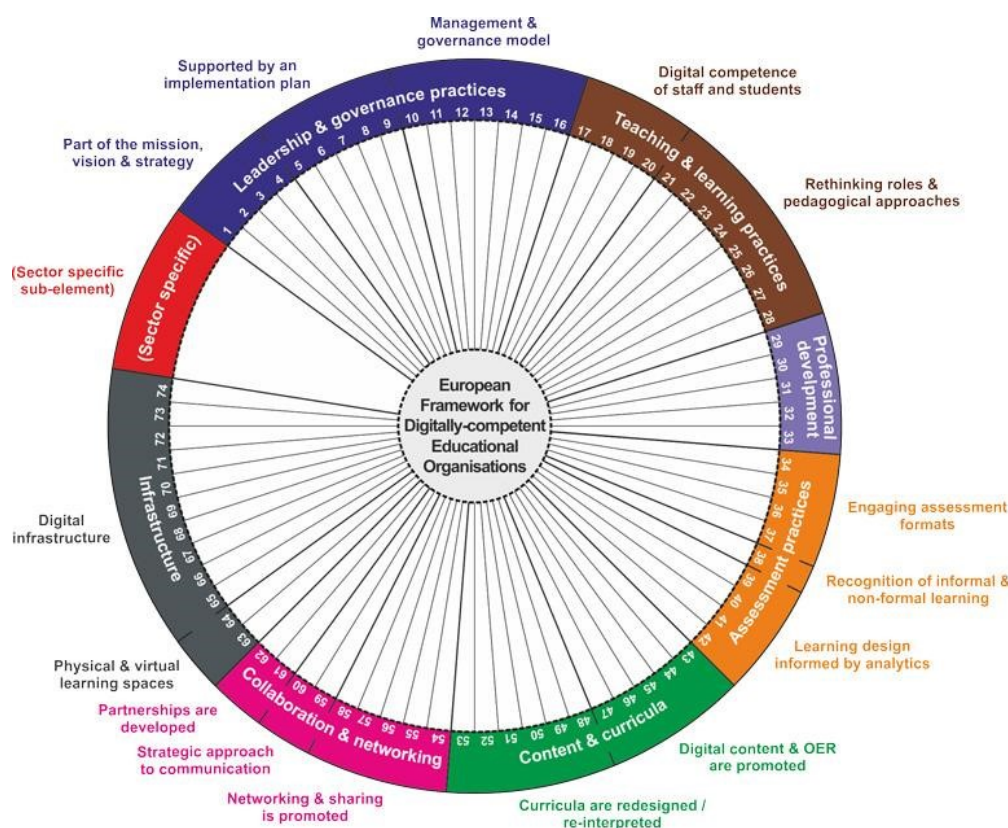 Management &
governance model
Supported by an
implementation plan
Part of the mission,
vision & strategy
(Sector specific
sub-element)
Digital competence
of staff and students
Rethinking roles &
pedagogical approaches
Engaging assessment
formats
Recognition of informal &
non-formal learning
Learning design
informed by analytics
Digital content & OER
are promoted
Curricula are redesigned /
re-interpreted
Networking & sharing
is promoted
Strategic approach
to communication
Partnerships are
developed
Physical & virtual
learning spaces
Digital
infrastructure
Leadership & governance practices
1 2 3 4 5 6 7 8 9 10 11 12 13 14 15 16
Teaching & learning practices
17 18 19 20 21 22 23 24 25 26 27 28
Professional
develpment
29 30 31 32 33
Assessment practices
34 35 36 37 38 39 40 41 42
Content & curricula
43 44 45 46 47 48 49 50 51 52 53
Collaboration & networking
54 55 56 57 58 59 60 61 62
Infrastructure
63 64 65 66 67 68 69 70 71 72 73 74
(Sector specific)
European
Framework for
Digitally-competent
Educational
Organisations